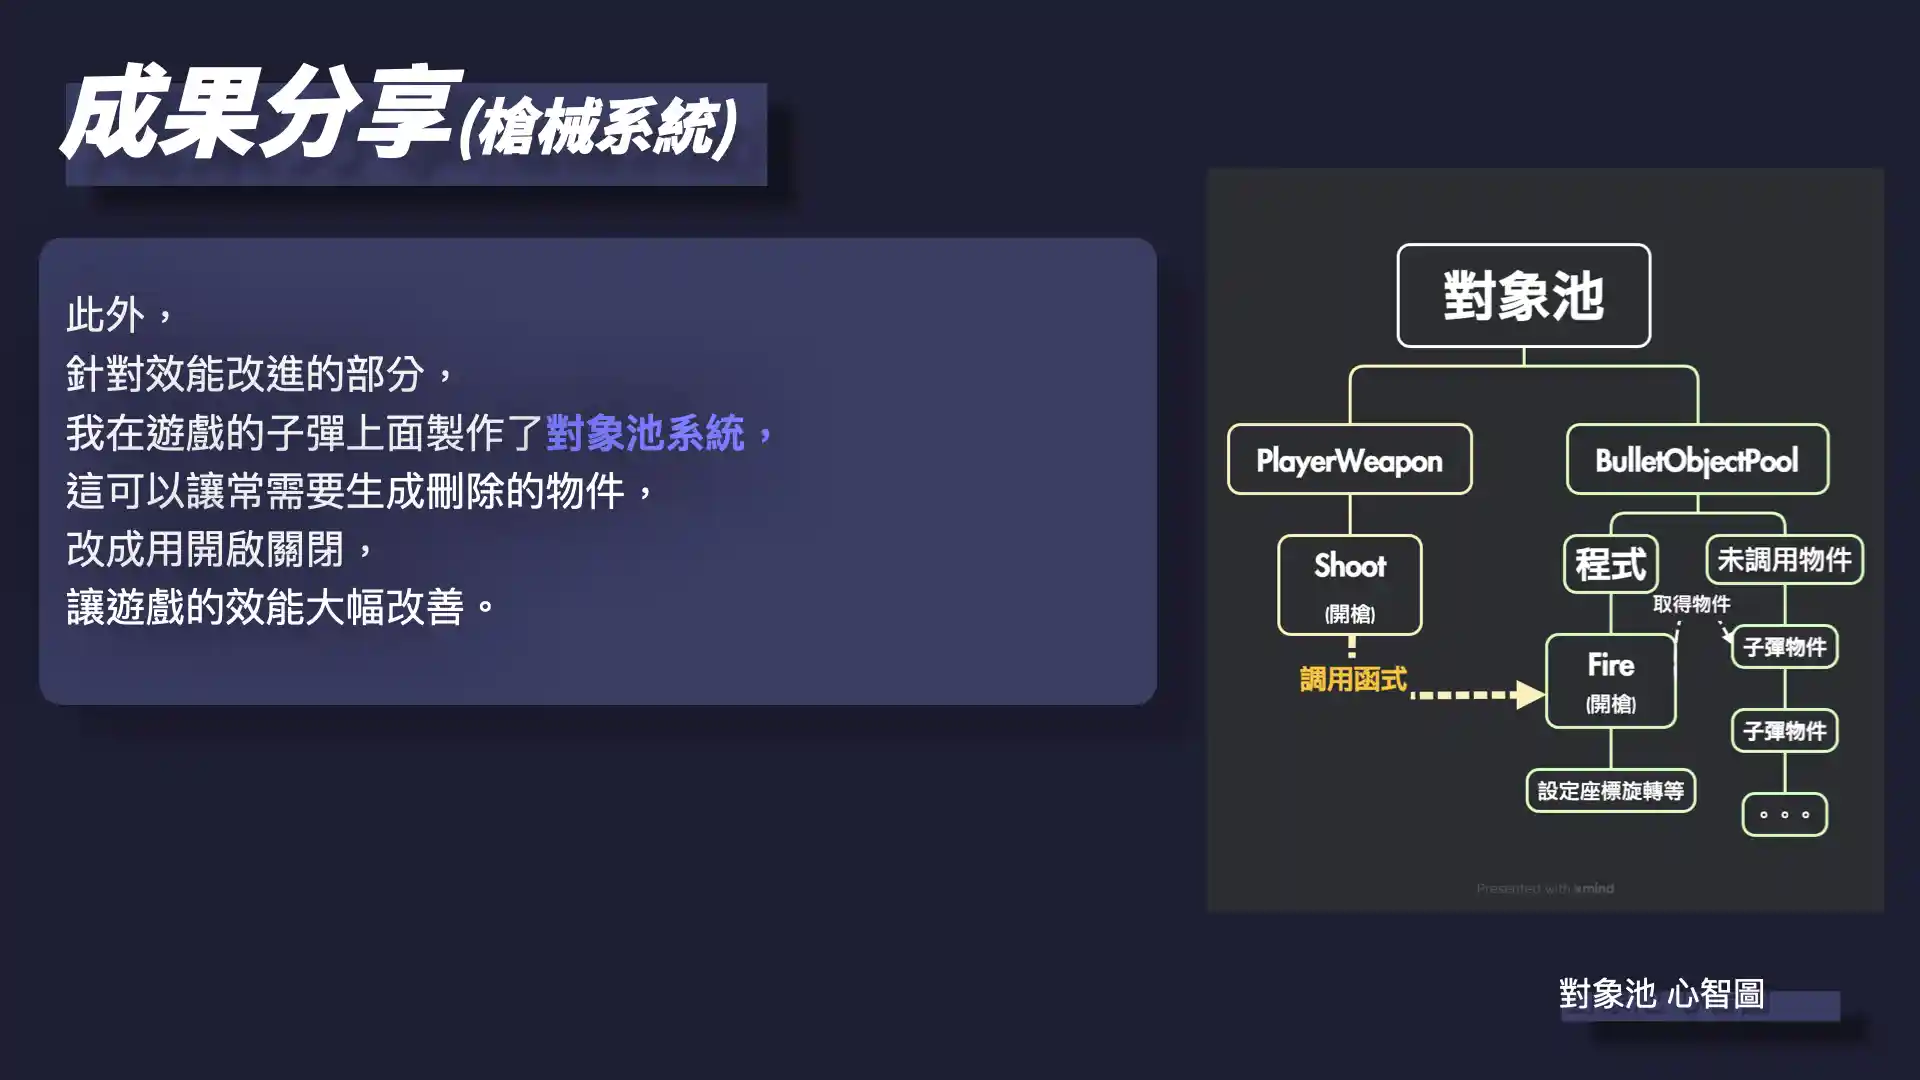 成果分享(槍械系統)
此外，
針對效能改進的部分，
我在遊戲的子彈上面製作了對象池系統，
這可以讓常需要生成刪除的物件，
改成用開啟關閉，
讓遊戲的效能大幅改善。
對象池
PlayerWeapon
BulletObjectPool
Shoot
(開槍)
調用函式
程式
未調用物件
取得物件
Fire
(開槍)
子彈物件
子彈物件
設定座標旋轉等
。。。
Presented with xmind
對象池 心智圖